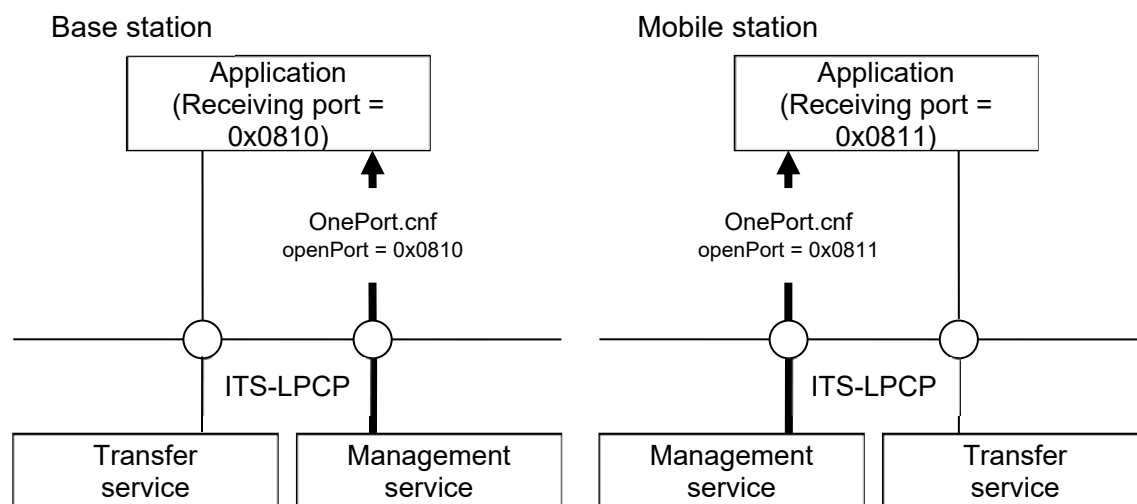 Base station
Application
(Receiving port =
0x0810)
OnePort.cnf
openPort = 0x0810
ITS-LPCP
Transfer
service
Management
service
Mobile station
Application
(Receiving port =
0x0811)
OnePort.cnf
openPort = 0x0811
ITS-LPCP
Management
service
Transfer
service